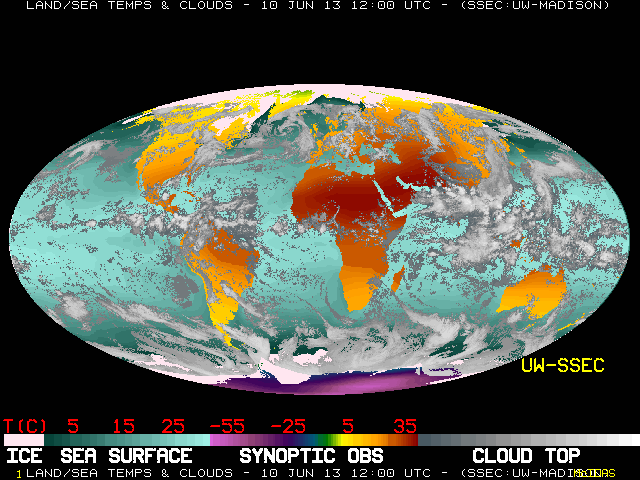 LAND/SEA TEMPS & CLOUDS - 10 JUN 13 12:00 UTC - (SSEC:UW-MADISON)
UW-SSEC
T(C) 5 15 25 -55 -25 5 35
ICE SEA SURFACE SYNOPTIC OBS CLOUD TOP
1 LAND/SEA TEMPS & CLOUDS - 10 JUN 13 12:00 UTC - (SSEC:UW-MADISON)